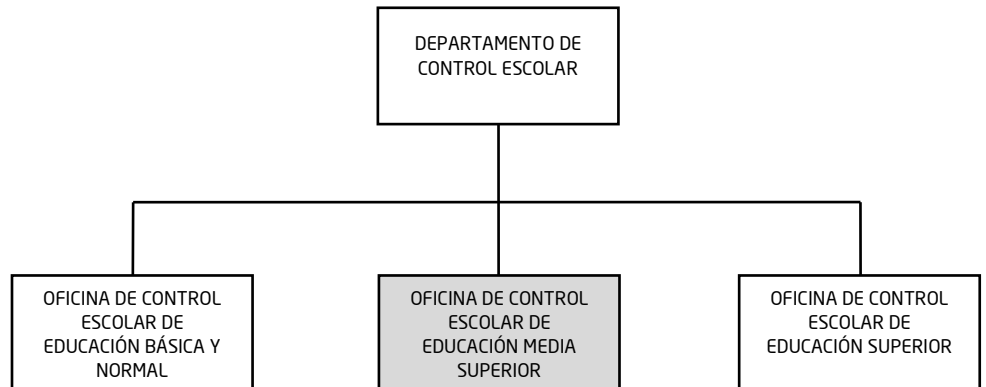 DEPARTAMENTO DE
CONTROL ESCOLAR
OFICINA DE CONTROL
ESCOLAR DE
EDUCACIÓN BÁSICA Y
NORMAL
OFICINA DE CONTROL
ESCOLAR DE
EDUCACIÓN MEDIA
SUPERIOR
OFICINA DE CONTROL
ESCOLAR DE
EDUCACIÓN SUPERIOR